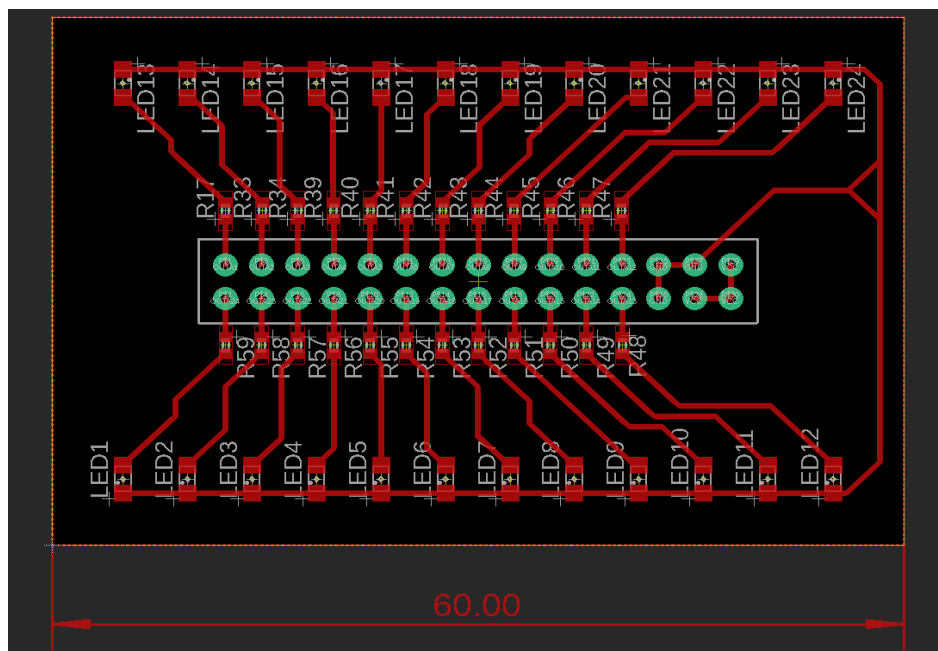 LED13 LED14 LED15 LED16 LED17 LED18 LED19 LED20 LED21 LED22 LED23 LED24
R17 R33 R34 R39 R40 R41 R42 R43 R44 R45 R46 R47
R59 R58 R57 R56 R55 R54 R53 R52 R51 R50 R49 R48
LED1 LED2 LED3 LED4 LED5 LED6 LED7 LED8 LED9 LED10 LED11 LED12
60.00